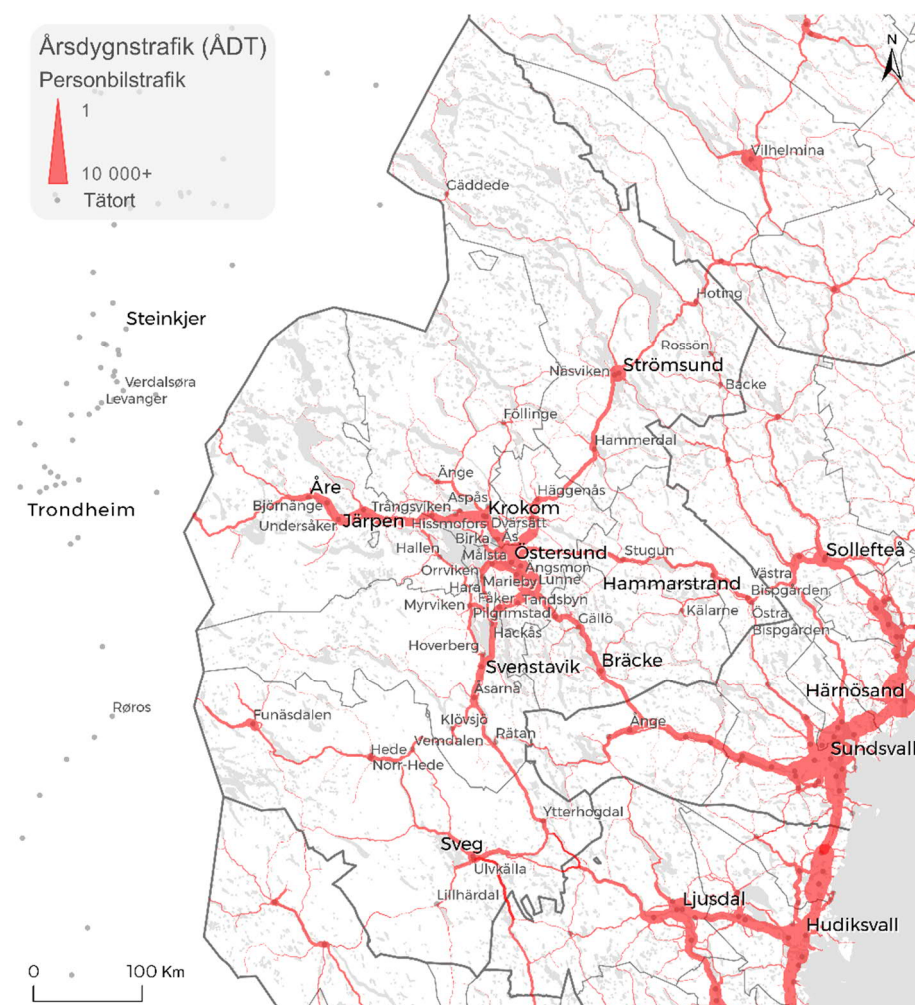 Årsdygnstrafik (ÅDT)
Personbilstrafik
1
10 000+
Tätort
N
Vilhelmina
Gäddede
Hoting
Steinkjer
Rossön
Näsviken
Strömsund
Verdalsøra
Levanger
Backe
Föllinge
Hammerdal
Änge
Åre
Aspås
Krokom
Häggenås
Björnänge
Trångsviken
Trondheim
Undersåker
Järpen
Hissmofors
Dvärsätt
Birka
Ås
Hallen
Målsta
Östersund
Stugun
Sollefteå
Orrviken
Ängsmon
Västra
Bispgården
Hara
Marieby
Lunne
Hammarstrand
Myrviken
Fåker
Tandsbyn
Kälarne
Östra
Bispgården
Pilgrimstad
Gällö
Hackås
Hoverberg
Svenstavik
Bräcke
Åsarna
Härnösand
Røros
Funäsdalen
Klövsjö
Ånge
Hede
Vemdalen
Rätan
Sundsvall
Norr-Hede
Ytterhogdal
Sveg
Ulvkälla
Lillhärdal
Ljusdal
Hudiksvall
0
100 Km